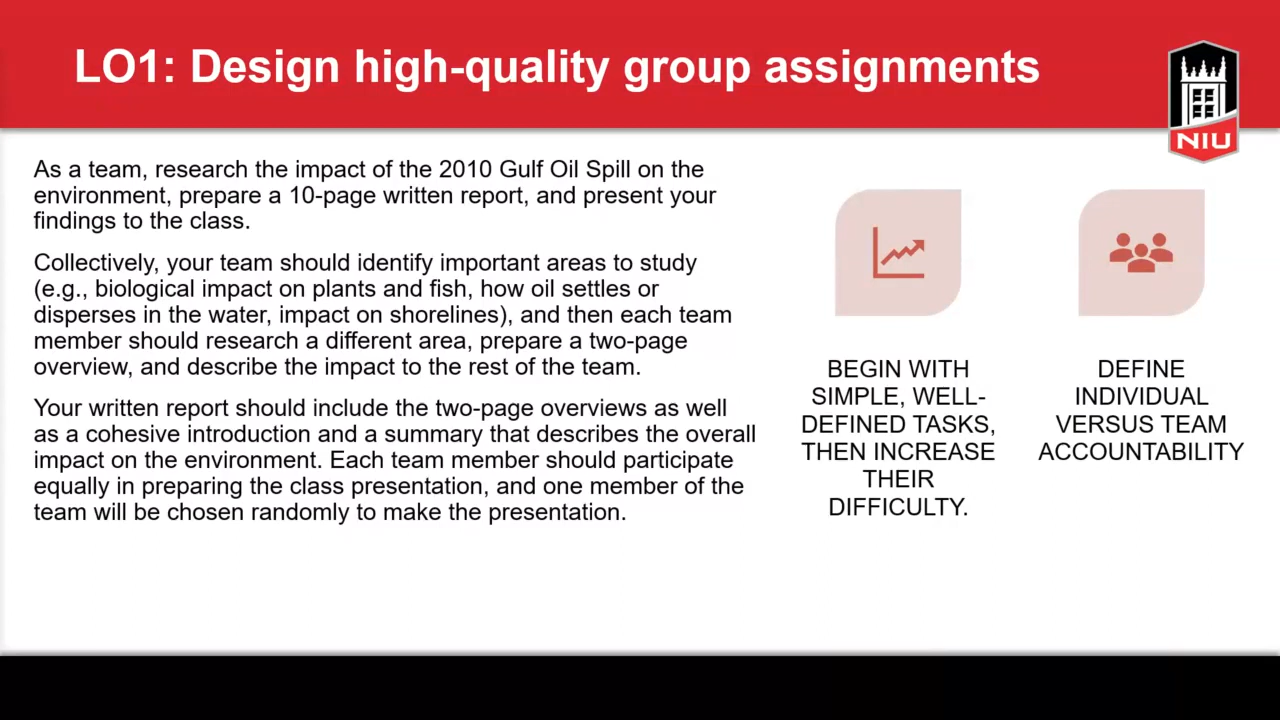 LO1: Design high-quality group assignments
NIU
As a team, research the impact of the 2010 Gulf Oil Spill on the
environment, prepare a 10-page written report, and present your
findings to the class.
Collectively, your team should identify important areas to study
(e.g., biological impact on plants and fish, how oil settles or
disperses in the water, impact on shorelines), and then each team
member should research a different area, prepare a two-page
overview, and describe the impact to the rest of the team.
Your written report should include the two-page overviews as well
as a cohesive introduction and a summary that describes the overall
impact on the environment. Each team member should participate
equally in preparing the class presentation, and one member of the
team will be chosen randomly to make the presentation.
BEGIN WITH
SIMPLE, WELL-
DEFINED TASKS,
THEN INCREASE
THEIR
DIFFICULTY.
DEFINE
INDIVIDUAL
VERSUS TEAM
ACCOUNTABILITY